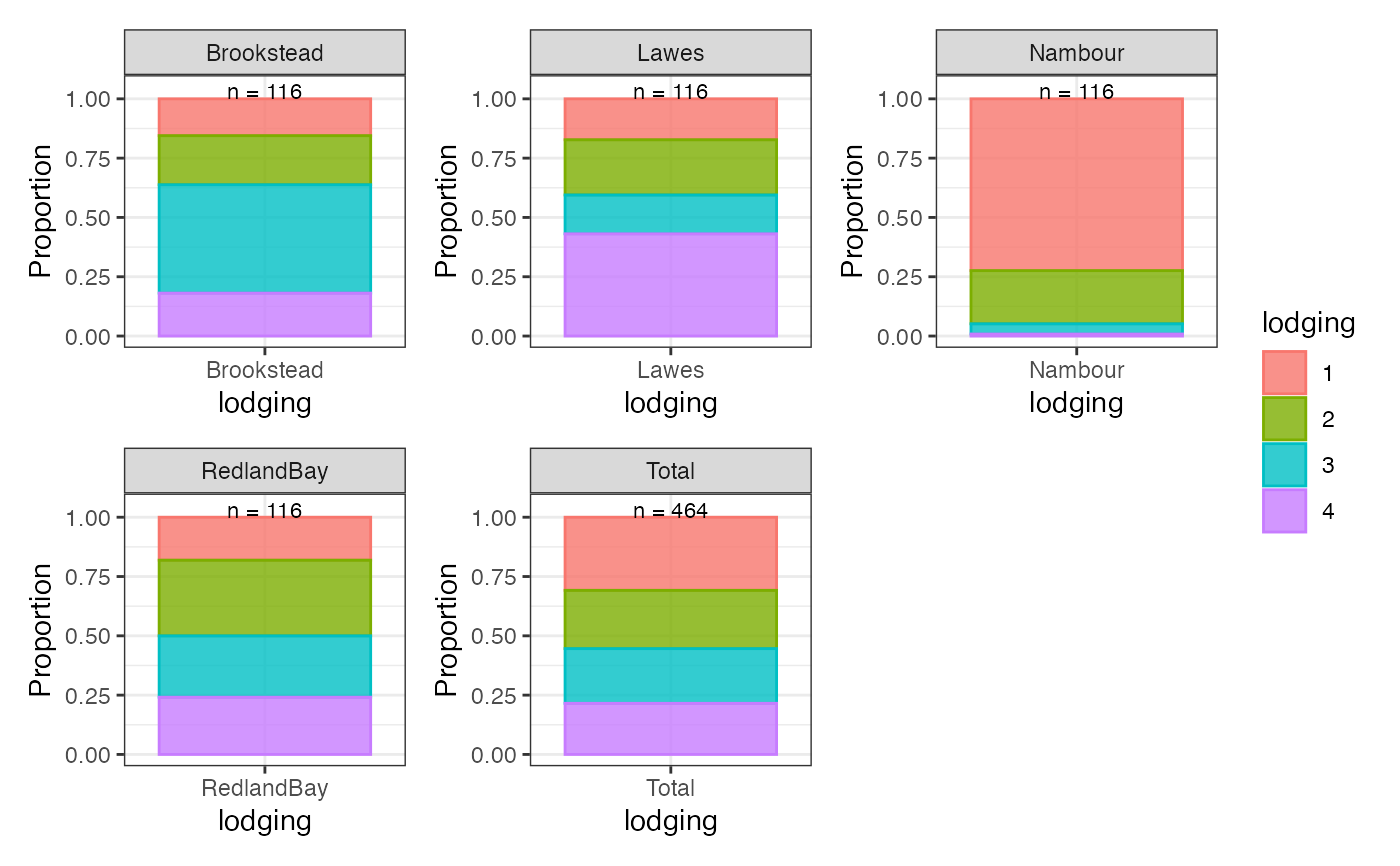 Brookstead
n = 116
1.00
0.75
0.50
0.25
0.00
Proportion
Brookstead
lodging
Lawes
n = 116
1.00
0.75
0.50
0.25
0.00
Proportion
Lawes
lodging
Nambour
n = 116
1.00
0.75
0.50
0.25
0.00
Proportion
Nambour
lodging
RedlandBay
n = 116
1.00
0.75
0.50
0.25
0.00
Proportion
RedlandBay
lodging
Total
n = 464
1.00
0.75
0.50
0.25
0.00
Proportion
Total
lodging
lodging
1
2
3
4